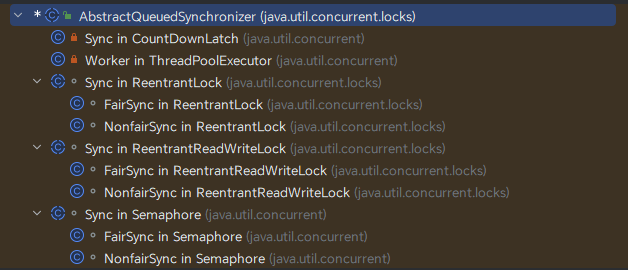 * AbstractQueuedSynchronizer (java.util.concurrent.locks)
Sync in CountDownLatch (java.util.concurrent)
Worker in ThreadPoolExecutor (java.util.concurrent)
Sync in ReentrantLock (java.util.concurrent.locks)
FairSync in ReentrantLock (java.util.concurrent.locks)
NonfairSync in ReentrantLock (java.util.concurrent.locks)
Sync in ReentrantReadWriteLock (java.util.concurrent.locks)
FairSync in ReentrantReadWriteLock (java.util.concurrent.locks)
NonfairSync in ReentrantReadWriteLock (java.util.concurrent.locks)
Sync in Semaphore (java.util.concurrent)
FairSync in Semaphore (java.util.concurrent)
NonfairSync in Semaphore (java.util.concurrent)